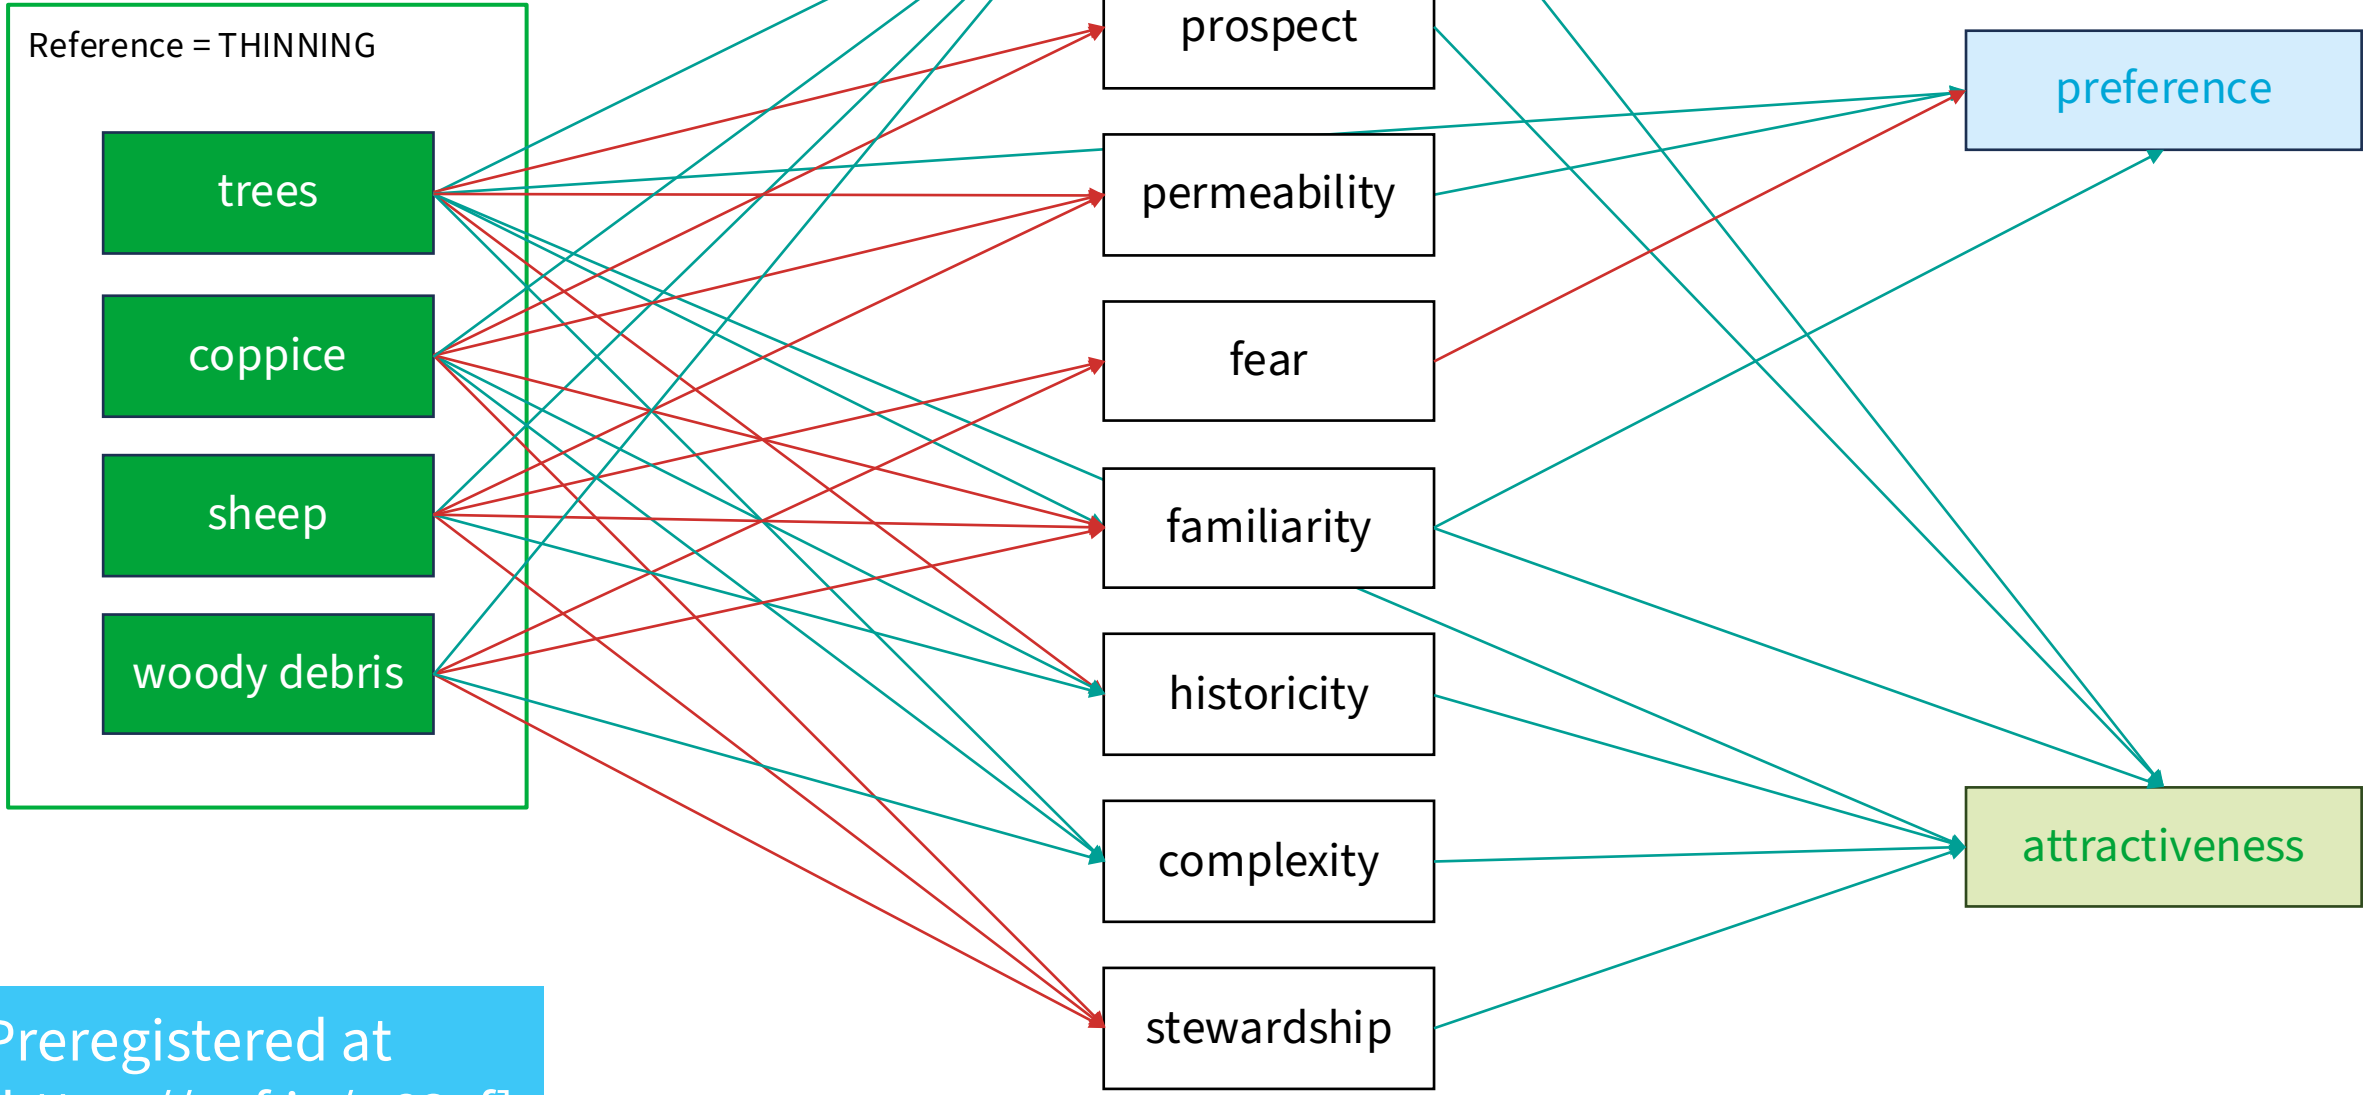 Reference = THINNING
trees
coppice
sheep
woody debris
prospect
permeability
fear
familiarity
historicity
complexity
stewardship
preference
attractiveness
Preregistered at